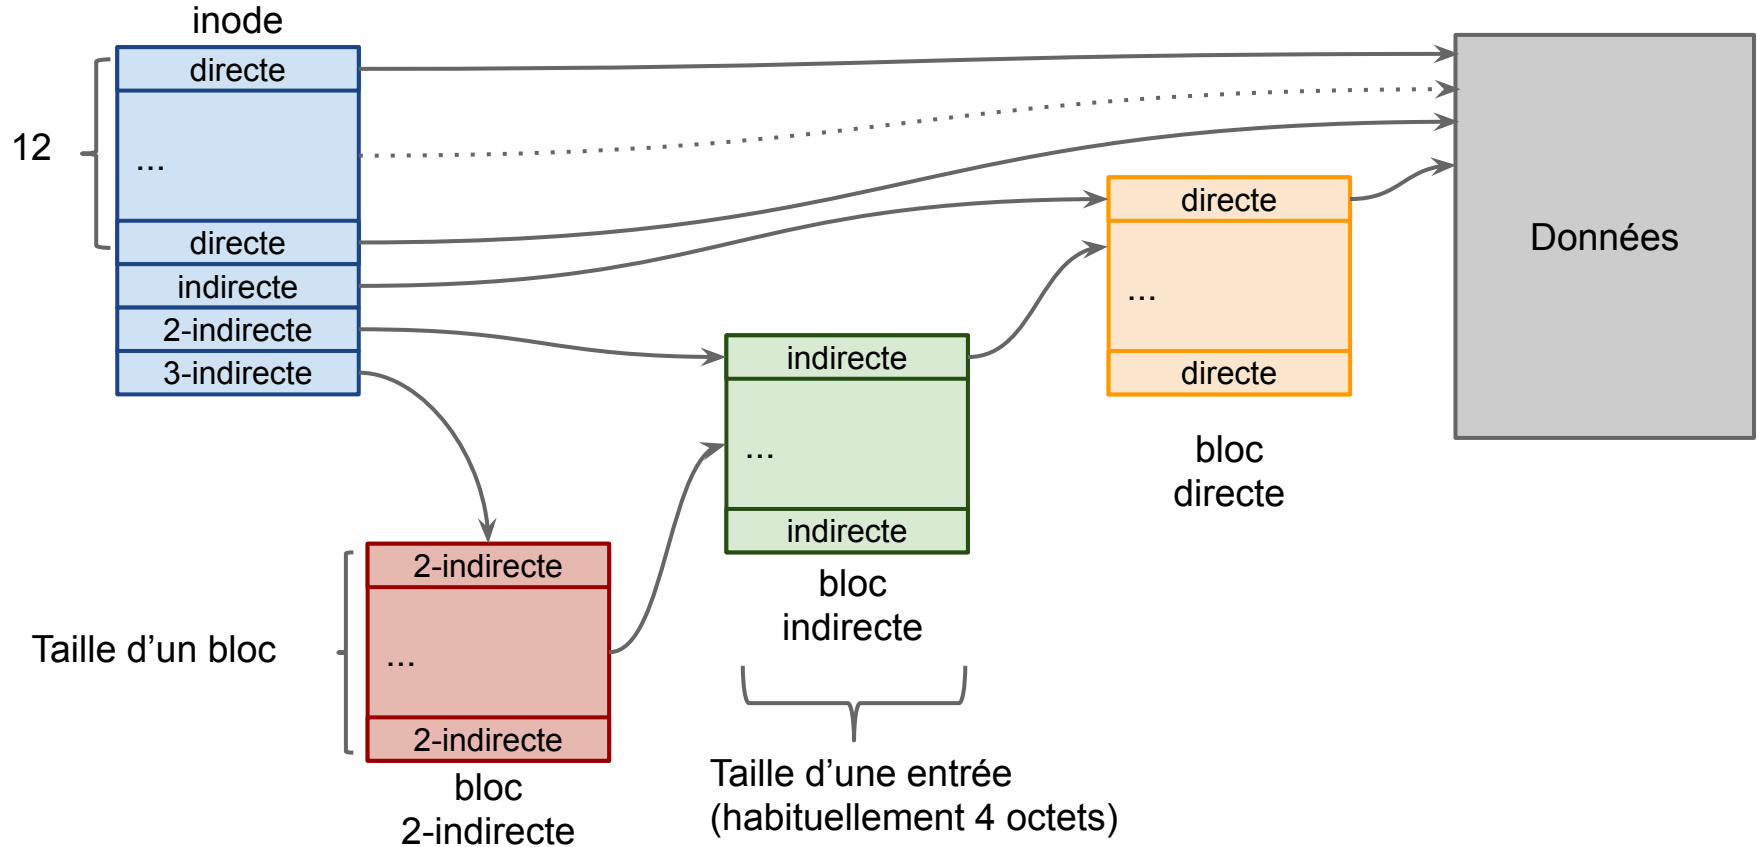 inode
directe
...
12
directe
indirecte
2-indirecte
3-indirecte
directe
...
directe
bloc
directe
Données
indirecte
...
indirecte
bloc
indirecte
2-indirecte
...
2-indirecte
bloc
2-indirecte
Taille d’un bloc
Taille d’une entrée
(habituellement 4 octets)